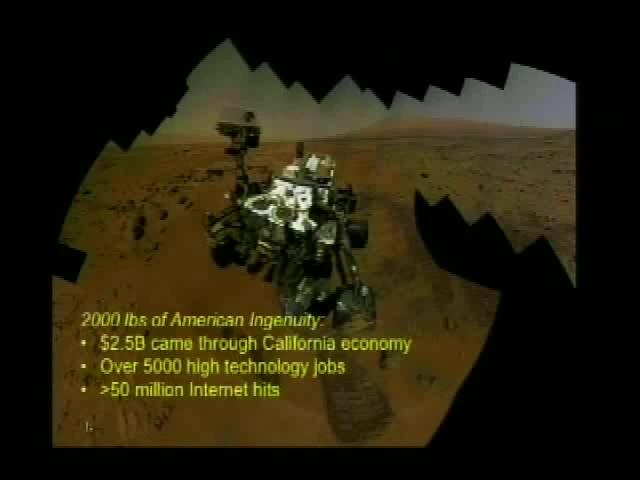 2000 lbs of American Ingenuity:
• $2.5B came through California economy
• Over 5000 high technology jobs
• >50 million Internet hits